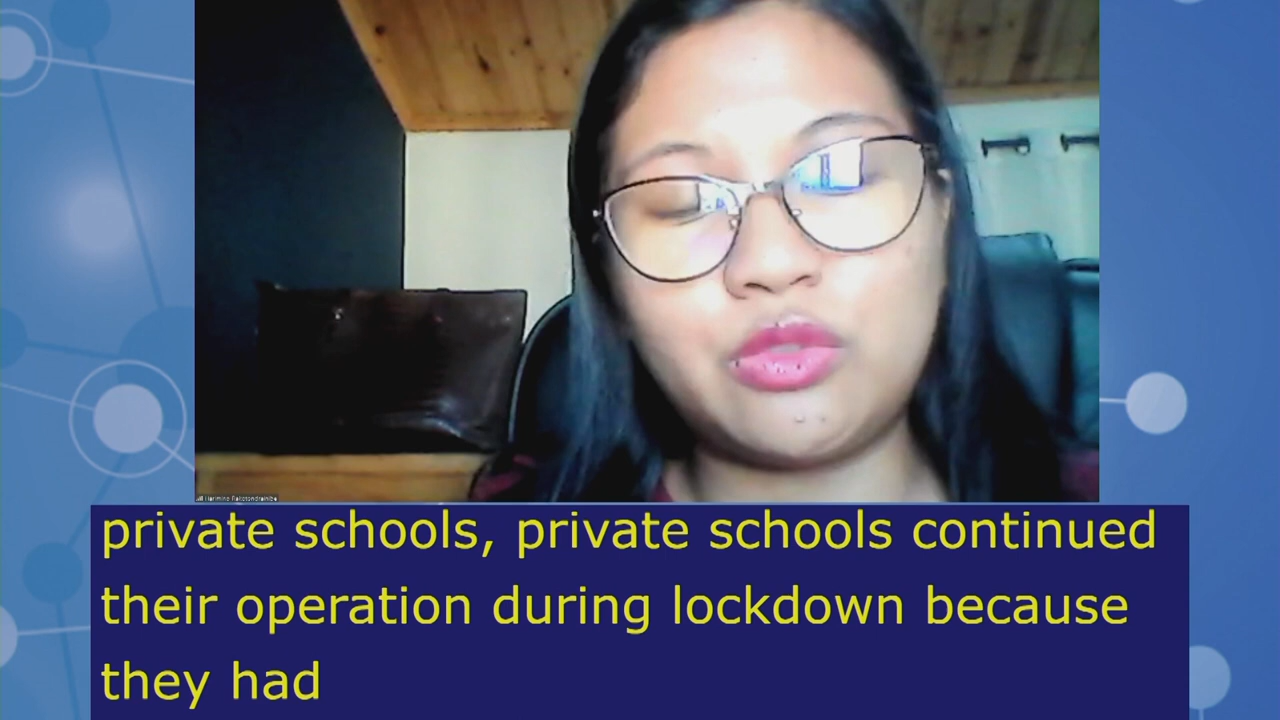 private schools, private schools continued
their operation during lockdown because
they had